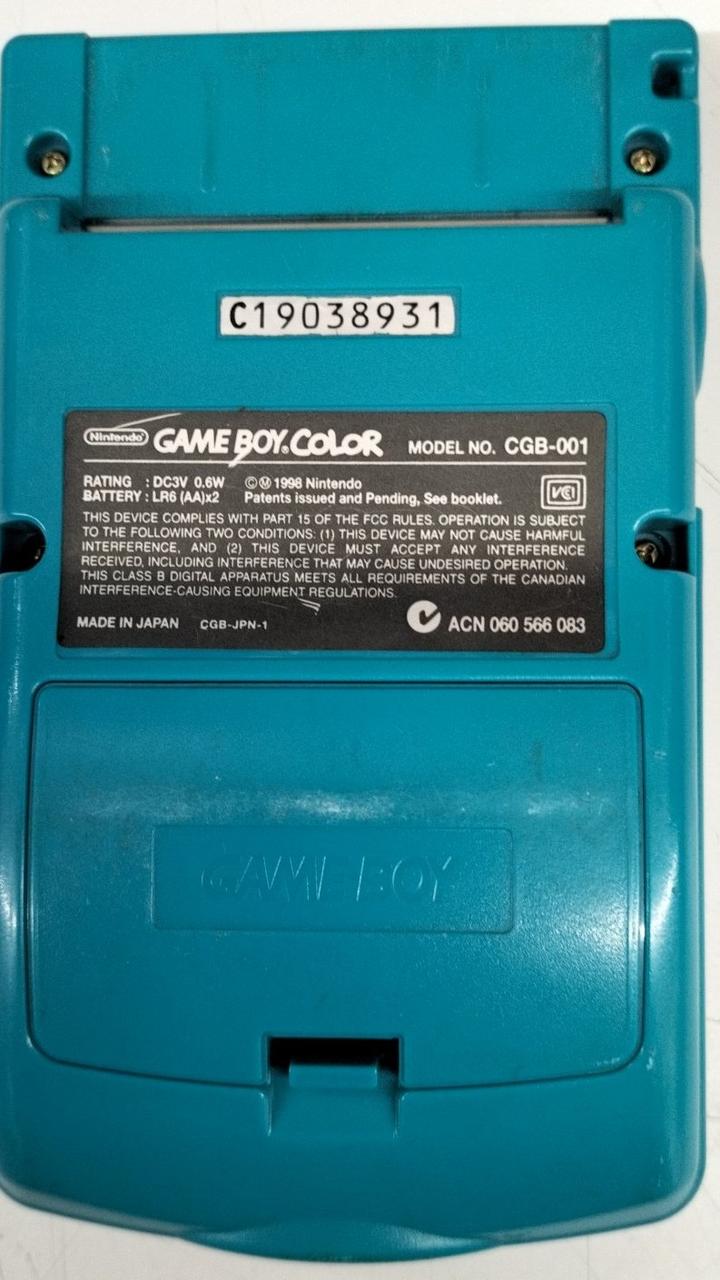 C19038931
Nintendo GAME BOY COLOR MODEL NO. CGB-001
RATING : DC3V 0.6W ©Ⓜ1998 Nintendo
BATTERY : LR6 (AA)x2 Patents issued and Pending, See booklet.
VCI
THIS DEVICE COMPLIES WITH PART 15 OF THE FCC RULES. OPERATION IS SUBJECT
TO THE FOLLOWING TWO CONDITIONS: (1) THIS DEVICE MAY NOT CAUSE HARMFUL
INTERFERENCE, AND (2) THIS DEVICE MUST ACCEPT ANY INTERFERENCE
RECEIVED, INCLUDING INTERFERENCE THAT MAY CAUSE UNDESIRED OPERATION.
THIS CLASS B DIGITAL APPARATUS MEETS ALL REQUIREMENTS OF THE CANADIAN
INTERFERENCE-CAUSING EQUIPMENT REGULATIONS.
MADE IN JAPAN CGB-JPN-1 ACN 060 566 083
GAME BOY